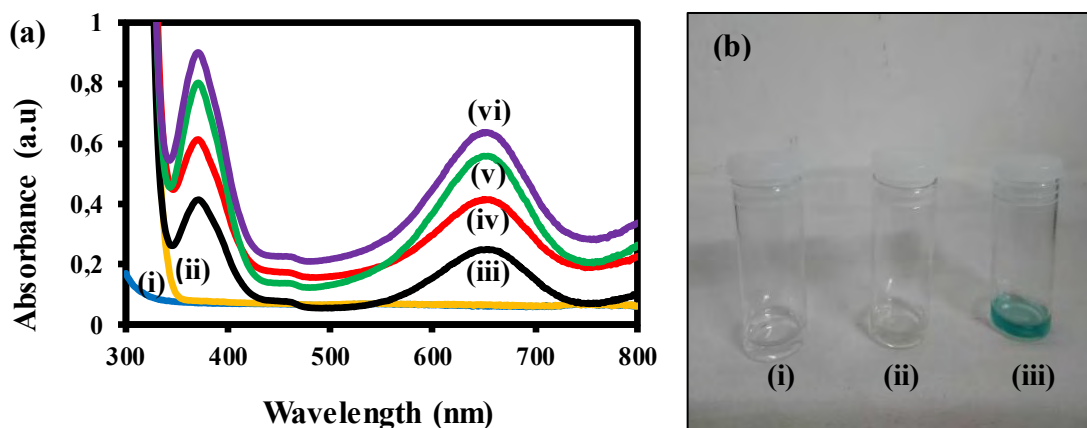 (a)
Absorbance (a.u)
1
0,8
0,6
0,4
0,2
0
(i)
(ii)
(iii)
(iv)
(v)
(vi)
300 400 500 600 700 800
Wavelength (nm)
(b)
(i) (ii) (iii)